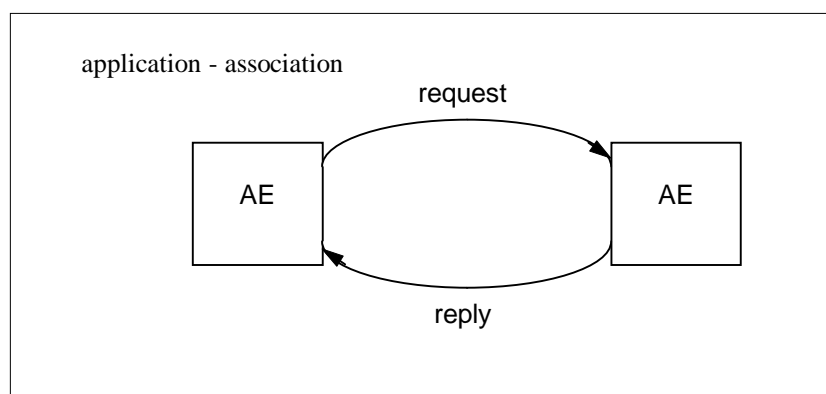 application - association
request
AE
AE
reply